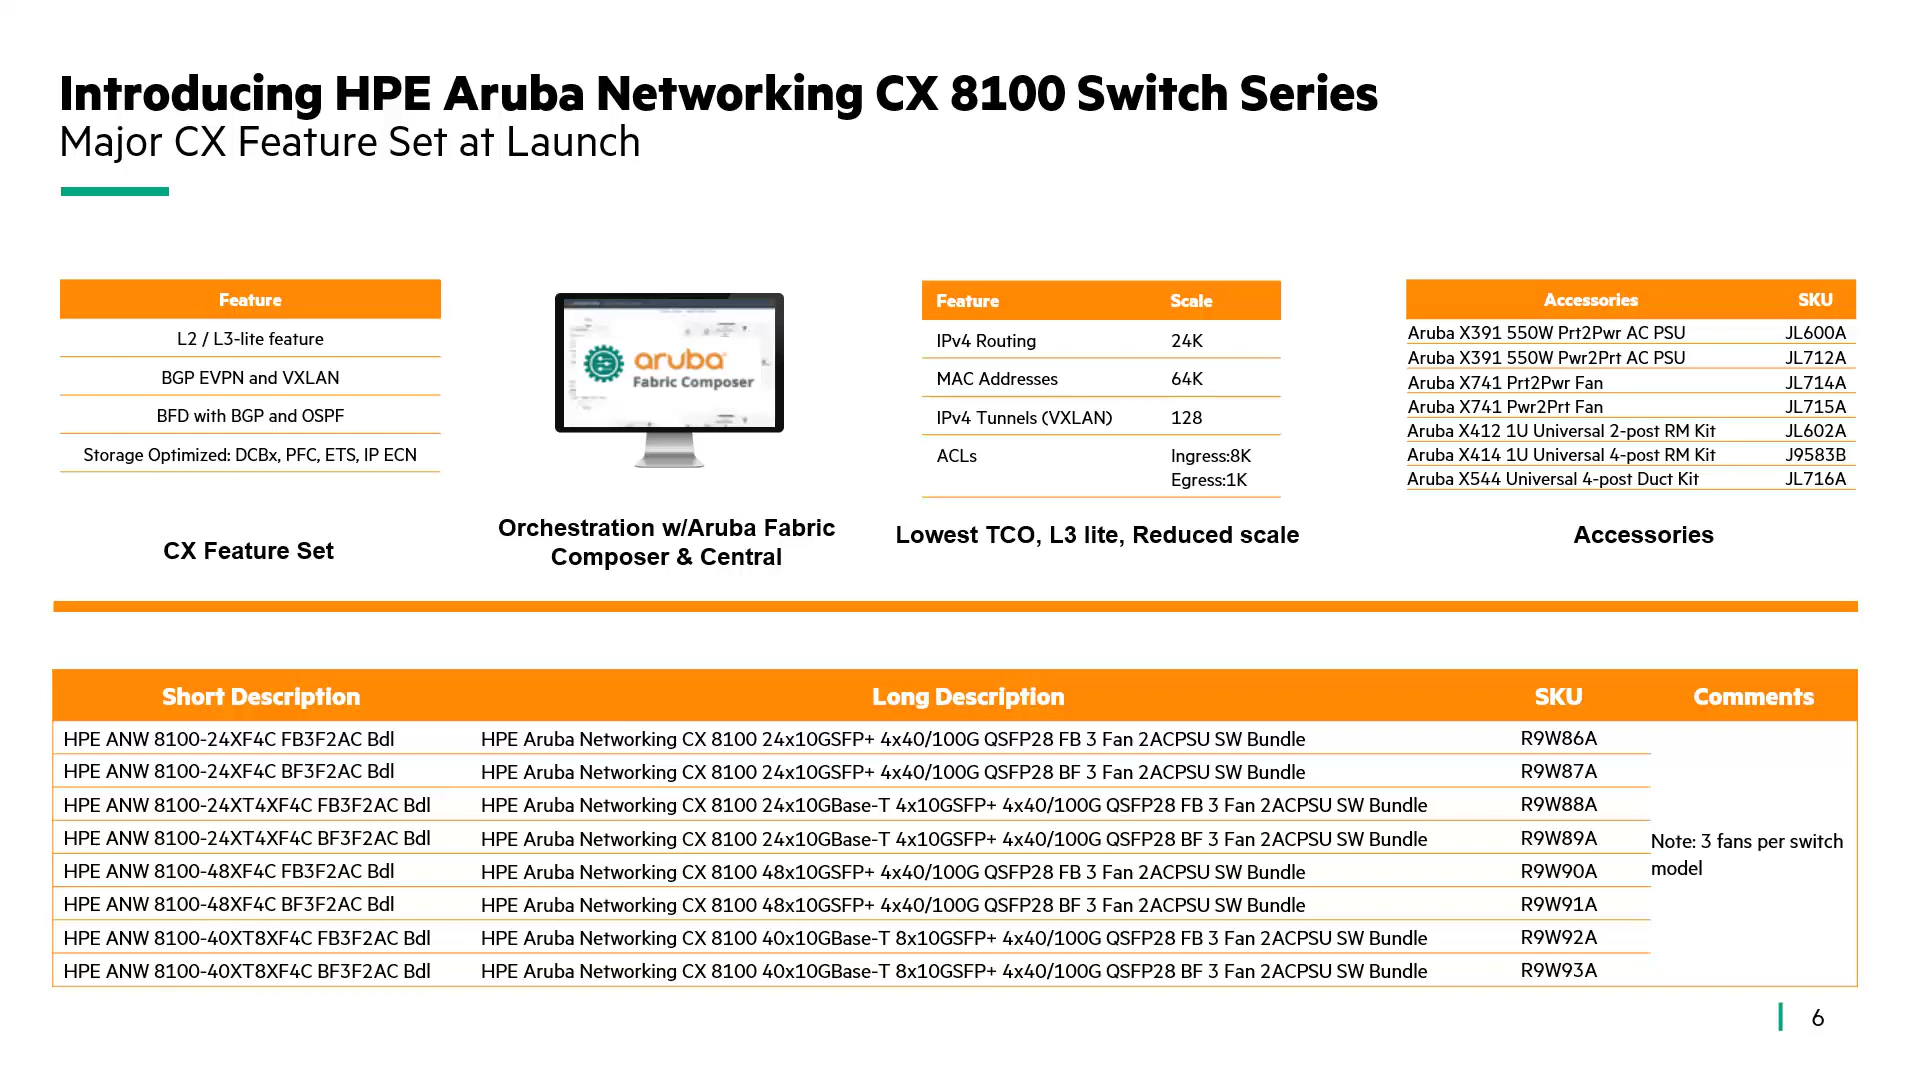 Introducing HPE Aruba Networking CX 8100 Switch Series
Major CX Feature Set at Launch
Feature
L2 / L3-lite feature
BGP EVPN and VXLAN
BFD with BGP and OSPF
Storage Optimized: DCBx, PFC, ETS, IP ECN
CX Feature Set
aruba
Fabric Composer
Orchestration w/Aruba Fabric
Composer & Central
Feature Scale
IPv4 Routing 24K
MAC Addresses 64K
IPv4 Tunnels (VXLAN) 128
ACLs Ingress:8K
Egress:1K
Lowest TCO, L3 lite, Reduced scale
Accessories SKU
Aruba X391 550W Prt2Pwr AC PSU JL600A
Aruba X391 550W Pwr2Prt AC PSU JL712A
Aruba X741 Prt2Pwr Fan JL714A
Aruba X741 Pwr2Prt Fan JL715A
Aruba X412 1U Universal 2-post RM Kit JL602A
Aruba X414 1U Universal 4-post RM Kit J9583B
Aruba X544 Universal 4-post Duct Kit JL716A
Accessories
Short Description Long Description SKU Comments
HPE ANW 8100-24XF4C FB3F2AC Bdl HPE Aruba Networking CX 8100 24x10GSFP+ 4x40/100G QSFP28 FB 3 Fan 2ACPSU SW Bundle R9W86A
HPE ANW 8100-24XF4C BF3F2AC Bdl HPE Aruba Networking CX 8100 24x10GSFP+ 4x40/100G QSFP28 BF 3 Fan 2ACPSU SW Bundle R9W87A
HPE ANW 8100-24XT4XF4C FB3F2AC Bdl HPE Aruba Networking CX 8100 24x10GBase-T 4x10GSFP+ 4x40/100G QSFP28 FB 3 Fan 2ACPSU SW Bundle R9W88A
HPE ANW 8100-24XT4XF4C BF3F2AC Bdl HPE Aruba Networking CX 8100 24x10GBase-T 4x10GSFP+ 4x40/100G QSFP28 BF 3 Fan 2ACPSU SW Bundle R9W89A
HPE ANW 8100-48XF4C FB3F2AC Bdl HPE Aruba Networking CX 8100 48x10GSFP+ 4x40/100G QSFP28 FB 3 Fan 2ACPSU SW Bundle R9W90A
HPE ANW 8100-48XF4C BF3F2AC Bdl HPE Aruba Networking CX 8100 48x10GSFP+ 4x40/100G QSFP28 BF 3 Fan 2ACPSU SW Bundle R9W91A
HPE ANW 8100-40XT8XF4C FB3F2AC Bdl HPE Aruba Networking CX 8100 40x10GBase-T 8x10GSFP+ 4x40/100G QSFP28 FB 3 Fan 2ACPSU SW Bundle R9W92A
HPE ANW 8100-40XT8XF4C BF3F2AC Bdl HPE Aruba Networking CX 8100 40x10GBase-T 8x10GSFP+ 4x40/100G QSFP28 BF 3 Fan 2ACPSU SW Bundle R9W93A
Note: 3 fans per switch
model
6